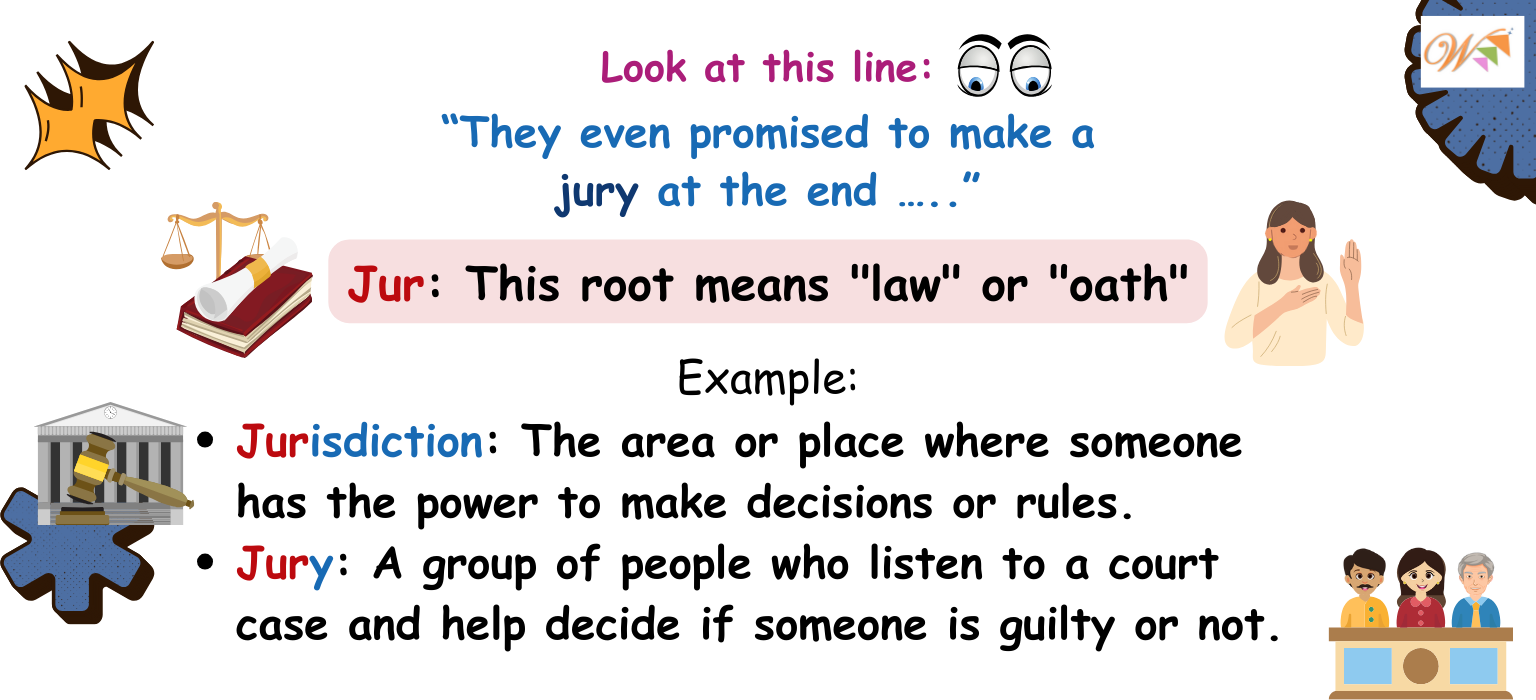 Look at this line:
“They even promised to make a
jury at the end …..”
Jur: This root means "law" or "oath"
Example:
• Jurisdiction: The area or place where someone
has the power to make decisions or rules.
• Jury: A group of people who listen to a court
case and help decide if someone is guilty or not.
W